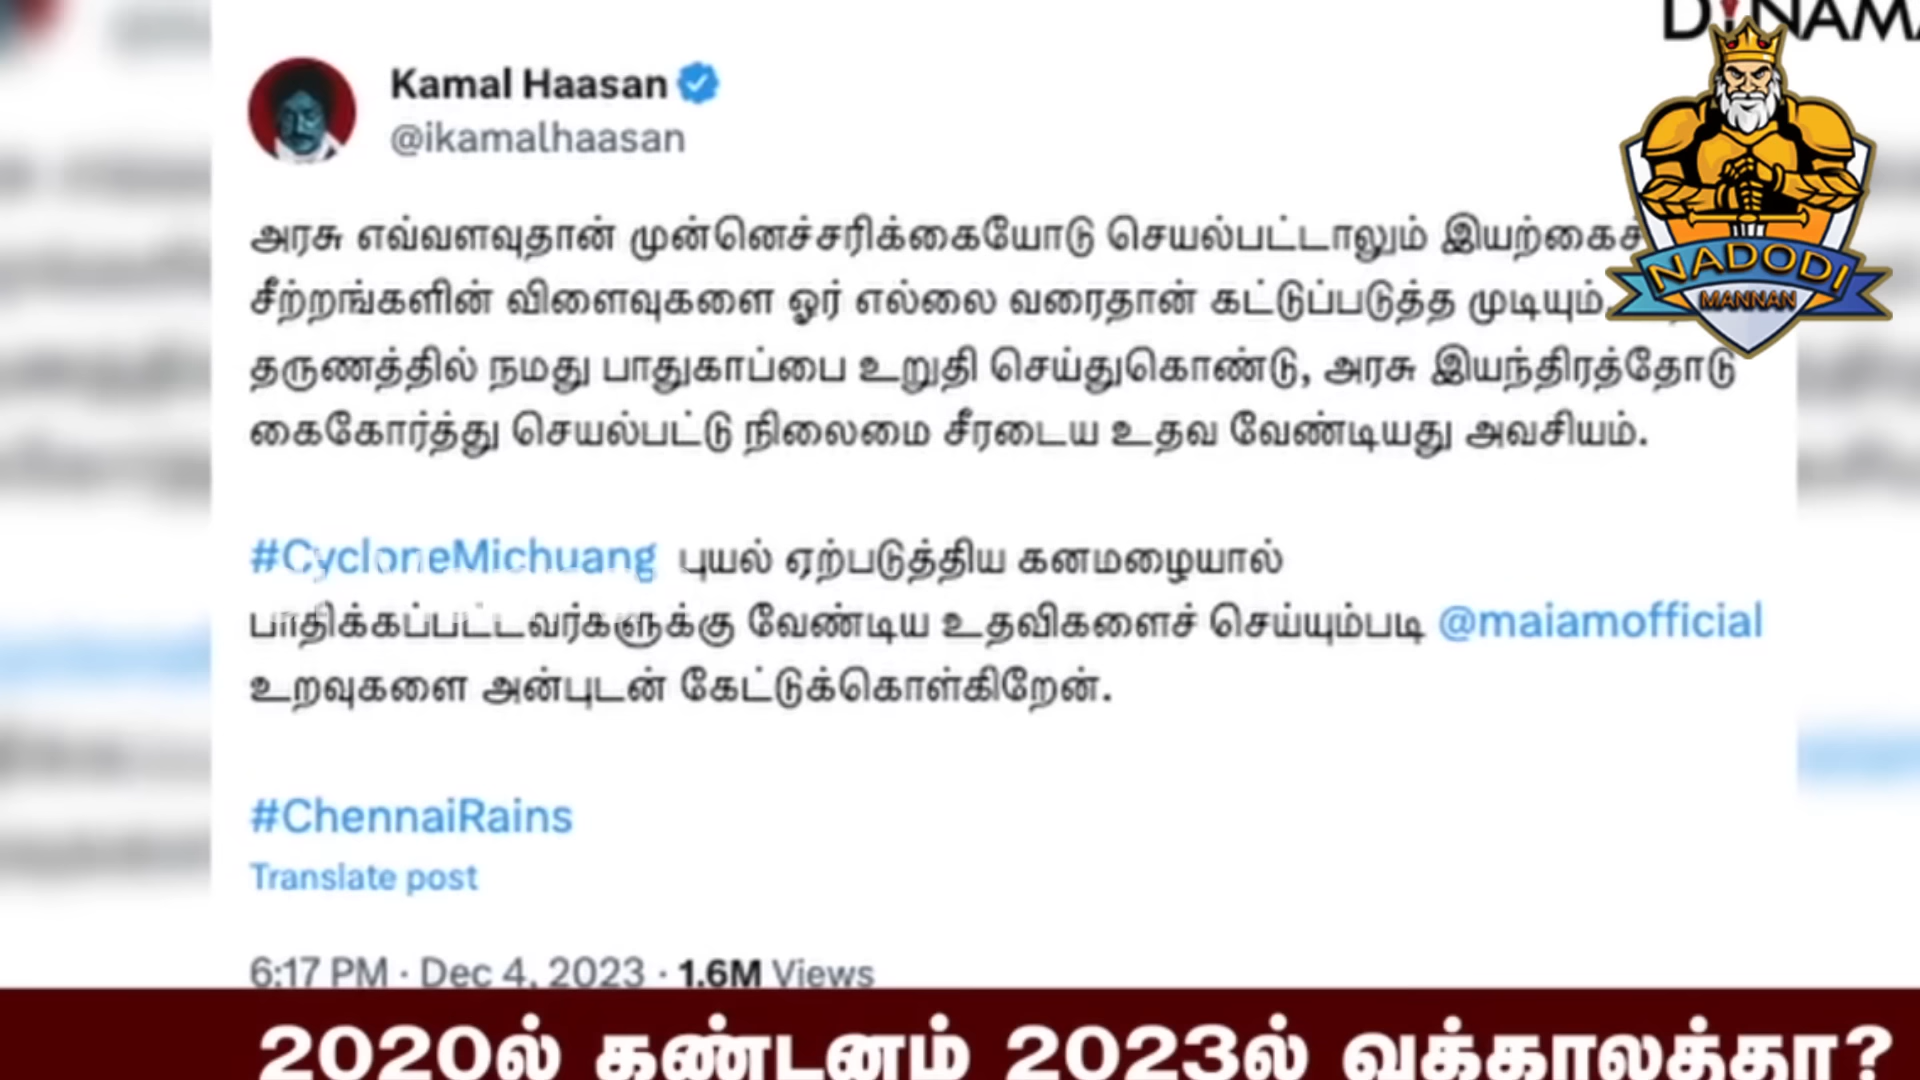 DINAMA
Kamal Haasan
@ikamalhaasan
NADODI
MANNAN
அரசு எவ்வளவுதான் முன்னெச்சரிக்கையோடு செயல்பட்டாலும் இயற்கைச்
சீற்றங்களின் விளைவுகளை ஓர் எல்லை வரைதான் கட்டுப்படுத்த முடியும்.
தருணத்தில் நமது பாதுகாப்பை உறுதி செய்துகொண்டு, அரசு இயந்திரத்தோடு
கைகோர்த்து செயல்பட்டு நிலைமை சீரடைய உதவ வேண்டியது அவசியம்.
#CycloneMichuang புயல் ஏற்படுத்திய கனமழையால்
பாதிக்கப்பட்டவர்களுக்கு வேண்டிய உதவிகளைச் செய்யும்படி @maiamofficial
உறவுகளை அன்புடன் கேட்டுக்கொள்கிறேன்.
#ChennaiRains
Translate post
6:17 PM · Dec 4, 2023 · 1.6M Views
2020ல் கண்டனம் 2023ல் வக்காலத்தா?